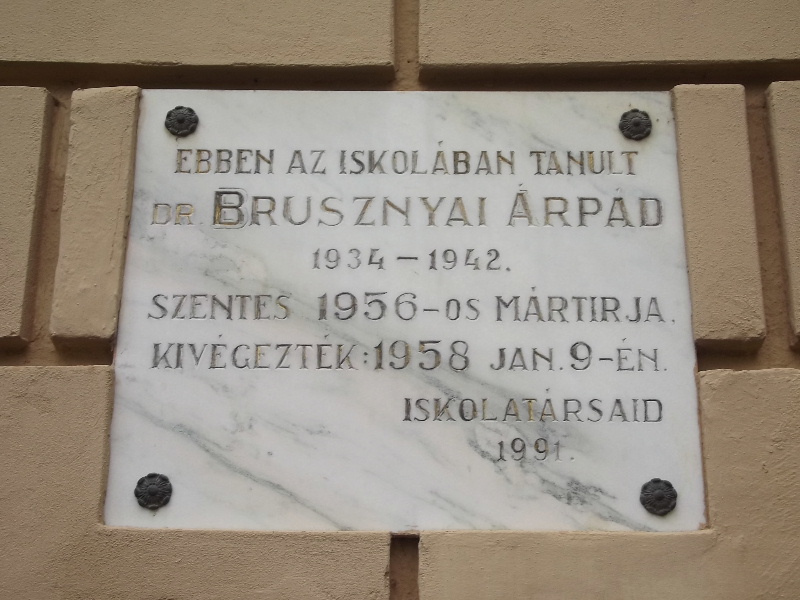 EBBEN AZ ISKOLÁBAN TANULT
DR. BRUSZNYAI ÁRPÁD
1934 – 1942.
SZENTES 1956-OS MÁRTIRJA.
KIVÉGEZTÉK: 1958 JAN. 9-ÉN.
ISKOLATÁRSAID
1991.